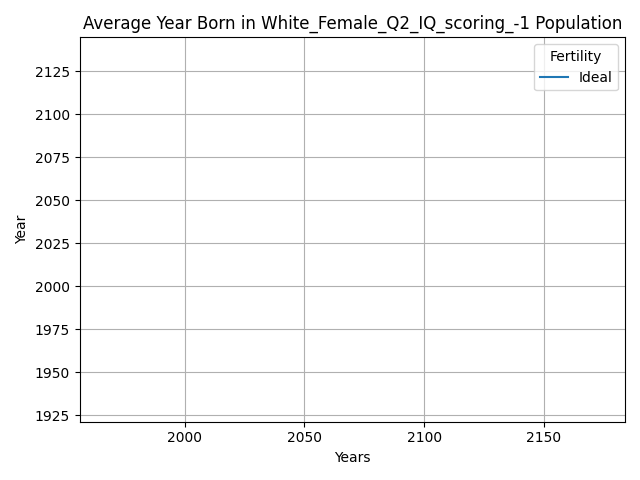 Average Year Born in White_Female_Q2_IQ_scoring_-1 Population
Fertility
Ideal
2125
2100
2075
2050
2025
2000
1975
1950
1925
Year
2000 2050 2100 2150
Years